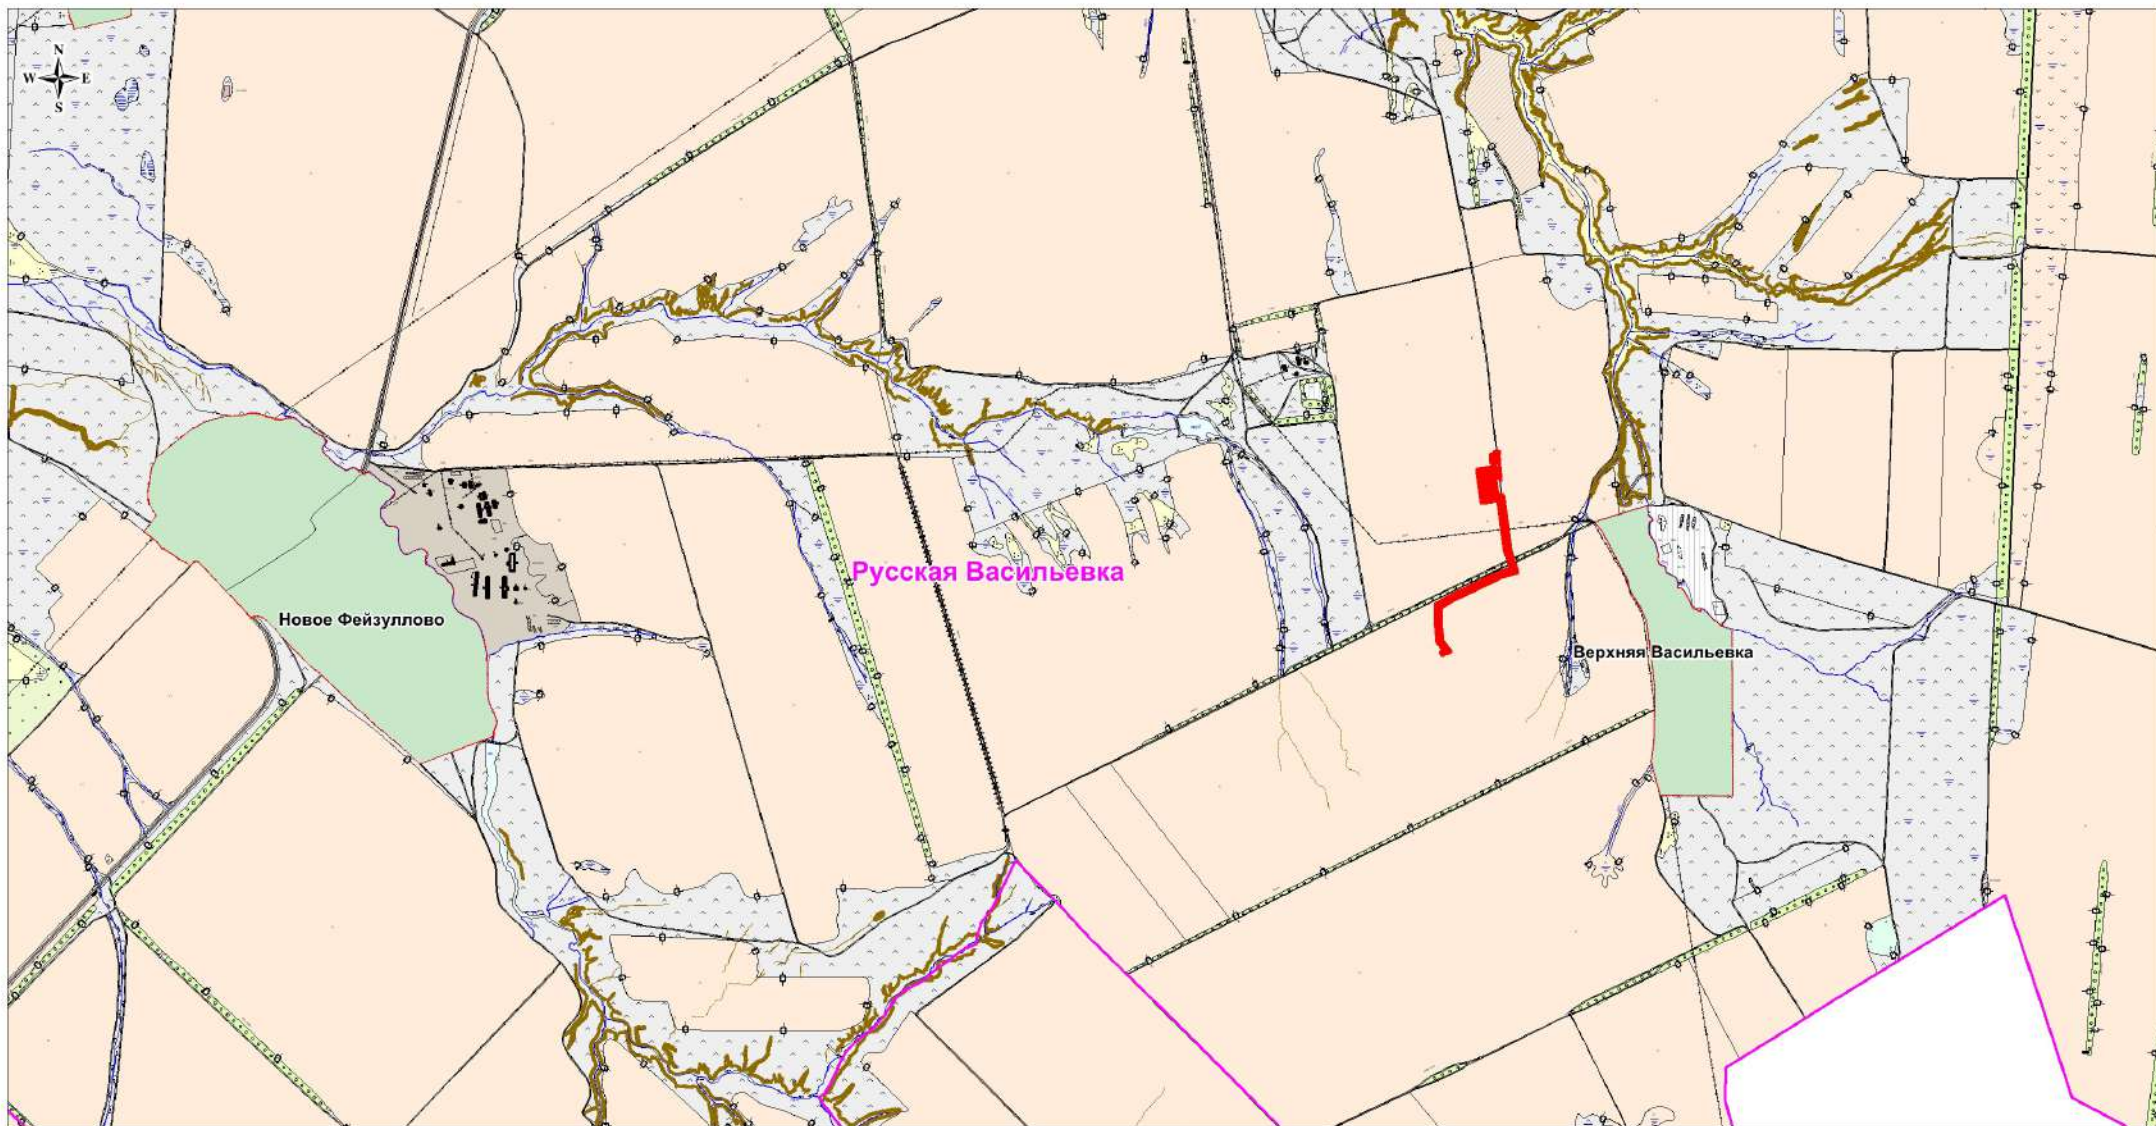 N
W E
S
Русская Васильевка
Новое Фейзуллово
Верхняя Васильевка